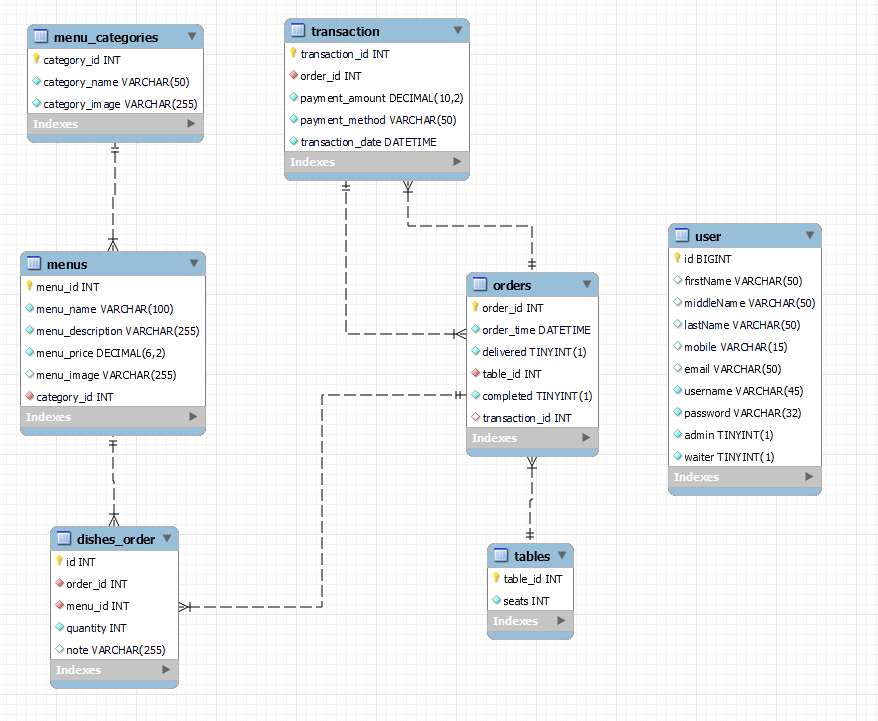 menu_categories
category_id INT
category_name VARCHAR(50)
category_image VARCHAR(255)
Indexes
transaction
transaction_id INT
order_id INT
payment_amount DECIMAL(10,2)
payment_method VARCHAR(50)
transaction_date DATETIME
Indexes
menus
menu_id INT
menu_name VARCHAR(100)
menu_description VARCHAR(255)
menu_price DECIMAL(6,2)
menu_image VARCHAR(255)
category_id INT
Indexes
orders
order_id INT
order_time DATETIME
delivered TINYINT(1)
table_id INT
completed TINYINT(1)
transaction_id INT
Indexes
user
id BIGINT
firstName VARCHAR(50)
middleName VARCHAR(50)
lastName VARCHAR(50)
mobile VARCHAR(15)
email VARCHAR(50)
username VARCHAR(45)
password VARCHAR(32)
admin TINYINT(1)
waiter TINYINT(1)
Indexes
dishes_order
id INT
order_id INT
menu_id INT
quantity INT
note VARCHAR(255)
Indexes
tables
table_id INT
seats INT
Indexes